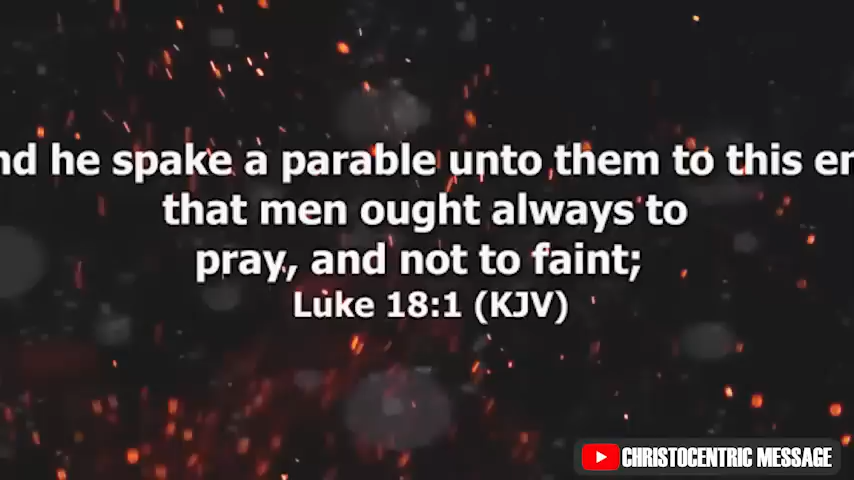 nd he spake a parable unto them to this en
that men ought always to
pray, and not to faint;
Luke 18:1 (KJV)
CHRISTOCENTRIC MESSAGE